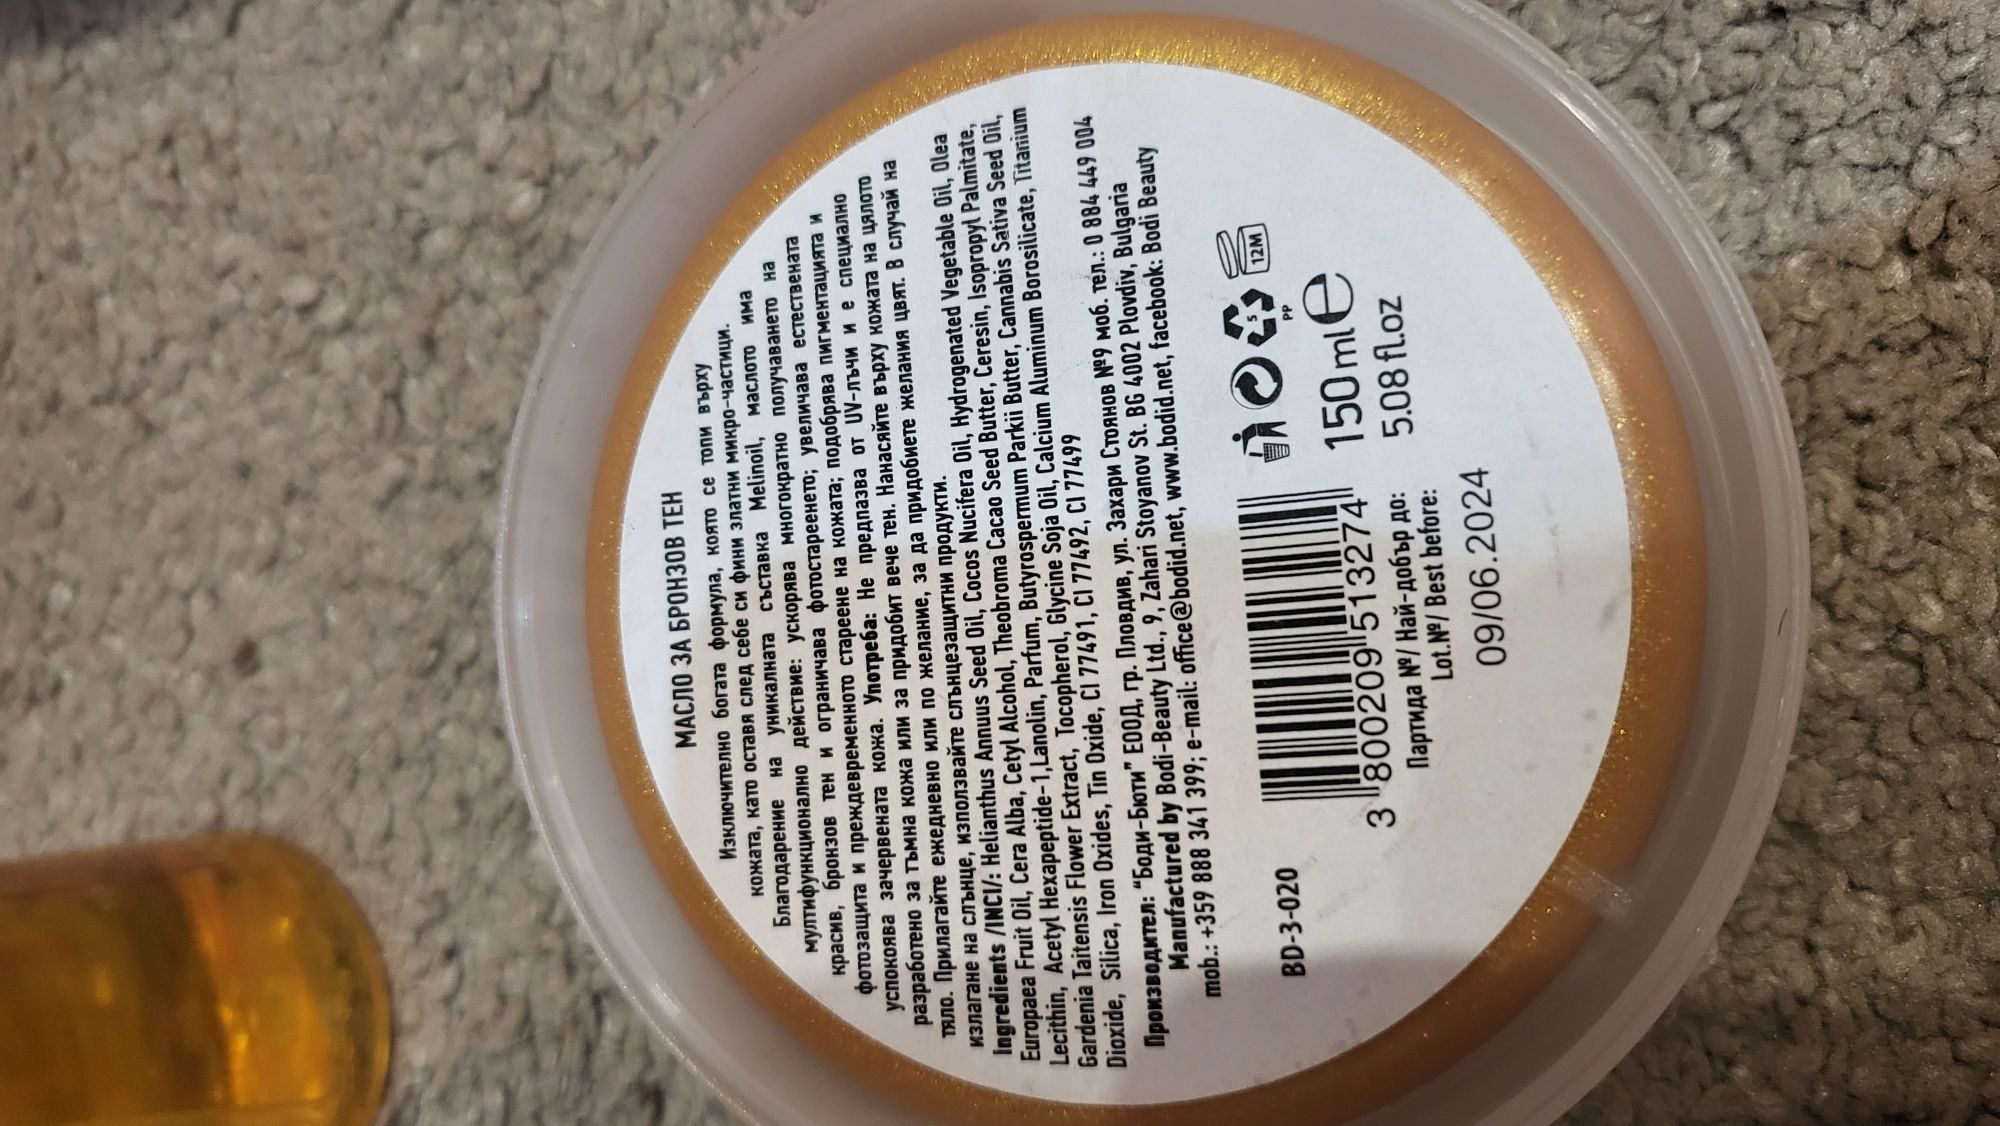 МАСЛО ЗА БРОНЗОВ ТЕН
Изключително богата формула, която се топи върху
кожата, като оставя след себе си фини златни микро-частици.
Благодарение на уникалната съставка Melinoil, маслото има
мултифункционално действие: ускорява многократно получаването на
красив, бронзов тен и ограничава фотостареенето; увеличава естествената
фотозащита и преждевременното стареене на кожата; подобрява пигментацията и
успокоява зачервената кожа. Употреба: Не предпазва от UV-лъчи и е специално
разработено за тъмна кожа или за придобит вече тен. Нанасяйте върху кожата на цялото
тяло. Прилагайте ежедневно или по желание, за да придобиете желания цвят. В случай на
излагане на слънце, използвайте слънцезащитни продукти.
Ingredients /INCI/: Helianthus Annuus Seed Oil, Cocos Nucifera Oil, Hydrogenated Vegetable Oil, Olea
Europaea Fruit Oil, Cera Alba, Cetyl Alcohol, Theobroma Cacao Seed Butter, Ceresin, Isopropyl Palmitate,
Lecithin, Acetyl Hexapeptide-1,Lanolin, Parfum, Butyrospermum Parkii Butter, Cannabis Sativa Seed Oil,
Gardenia Taitensis Flower Extract, Tocopherol, Glycine Soja Oil, Calcium Aluminum Borosilicate, Titanium
Dioxide, Silica, Iron Oxides, Tin Oxide, CI 77491, CI 77492, CI 77499
Производител: "Боди-Бюти" ЕООД, гр. Пловдив, ул. Захари Стоянов №9 моб. тел.: 0 884 449 004
Manufactured by Bodi-Beauty Ltd., 9, Zahari Stoyanov St. BG 4002 Plovdiv, Bulgaria
mob.: +359 888 341 399; e-mail: office@bodid.net, www.bodid.net, facebook: Bodi Beauty
BD-3-020
3 800209 513274
5
PP
12M
150 ml e
5.08 fl.oz
Партида №/ Най-добър до:
Lot.№/ Best before:
09/06.2024